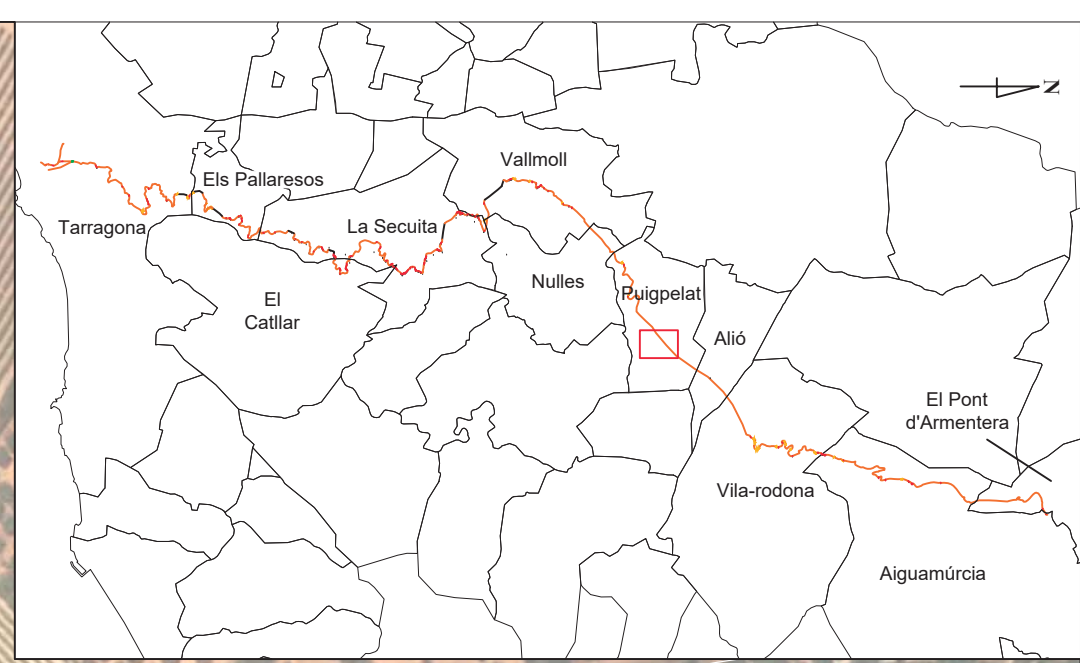 N
Vallmoll
Els Pallaresos
Tarragona
La Secuita
Nulles
Puigpelat
El
Catllar
Alió
El Pont
d'Armentera
Vila-rodona
Aiguamúrcia